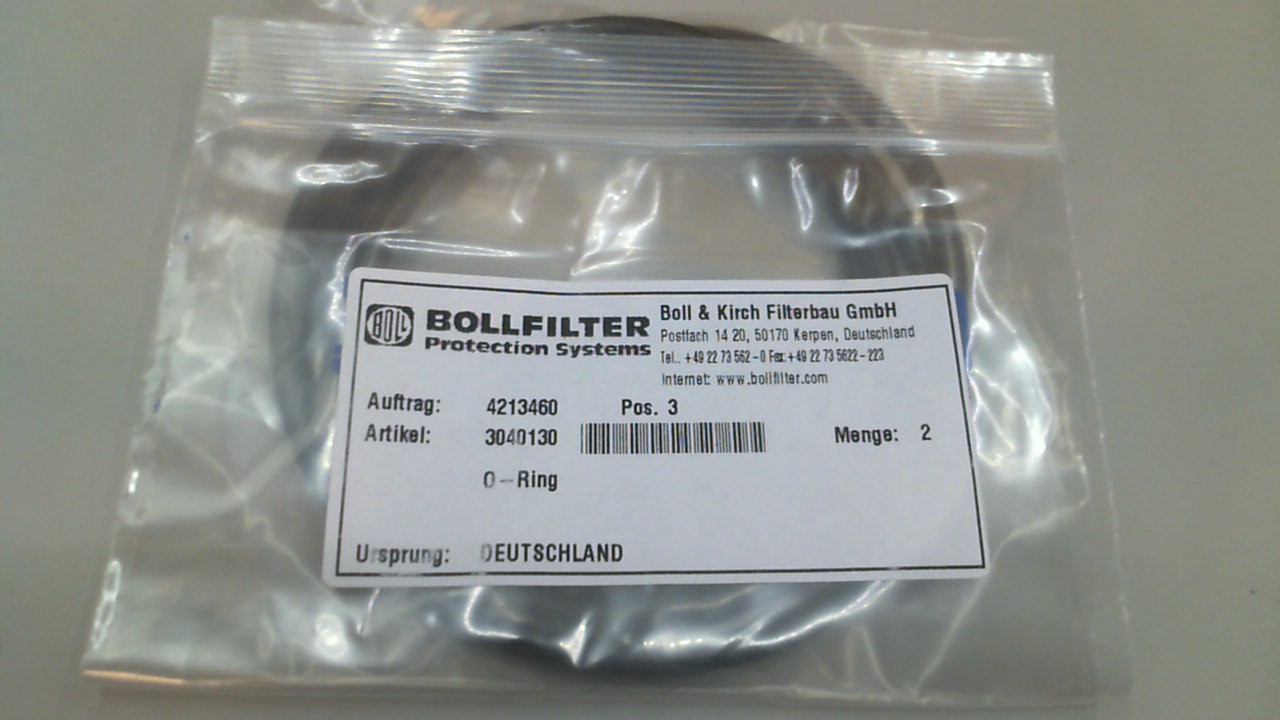 BOLL
BOLLFILTER
Protection Systems
Boll & Kirch Filterbau GmbH
Postfach 14 20, 50170 Kerpen, Deutschland
Tel.: +49 22 73 562-0 Fax:+49 22 73 5622-223
Internet: www.bollfilter.com
Auftrag: 4213460 Pos. 3
Artikel: 3040130 Menge: 2
O-Ring
Ursprung: DEUTSCHLAND